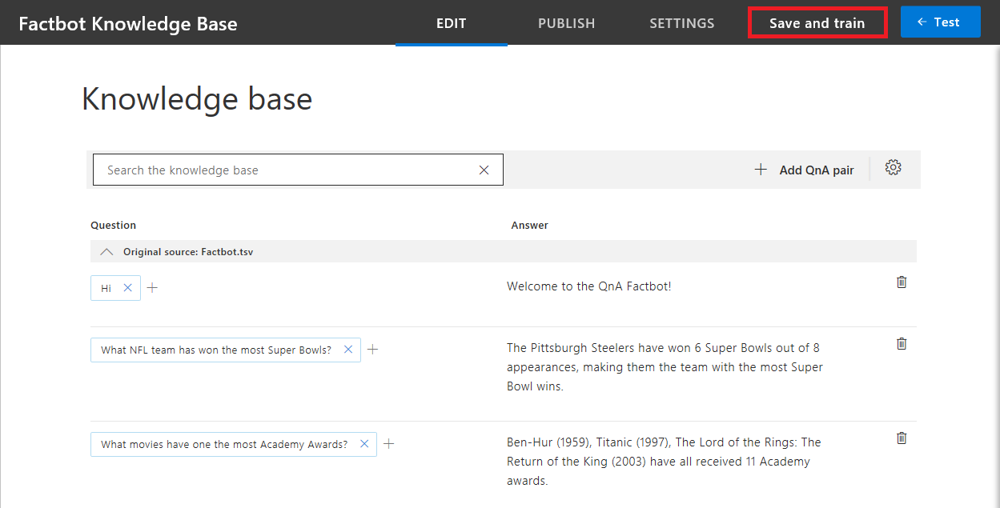 Factbot Knowledge Base
EDIT
PUBLISH
SETTINGS
Save and train
← Test
Knowledge base
Search the knowledge base
Add QnA pair
Question
Answer
Original source: Factbot.tsv
Hi
Welcome to the QnA Factbot!
What NFL team has won the most Super Bowls?
The Pittsburgh Steelers have won 6 Super Bowls out of 8
appearances, making them the team with the most Super
Bowl wins.
What movies have one the most Academy Awards?
Ben-Hur (1959), Titanic (1997), The Lord of the Rings: The
Return of the King (2003) have all received 11 Academy
awards.